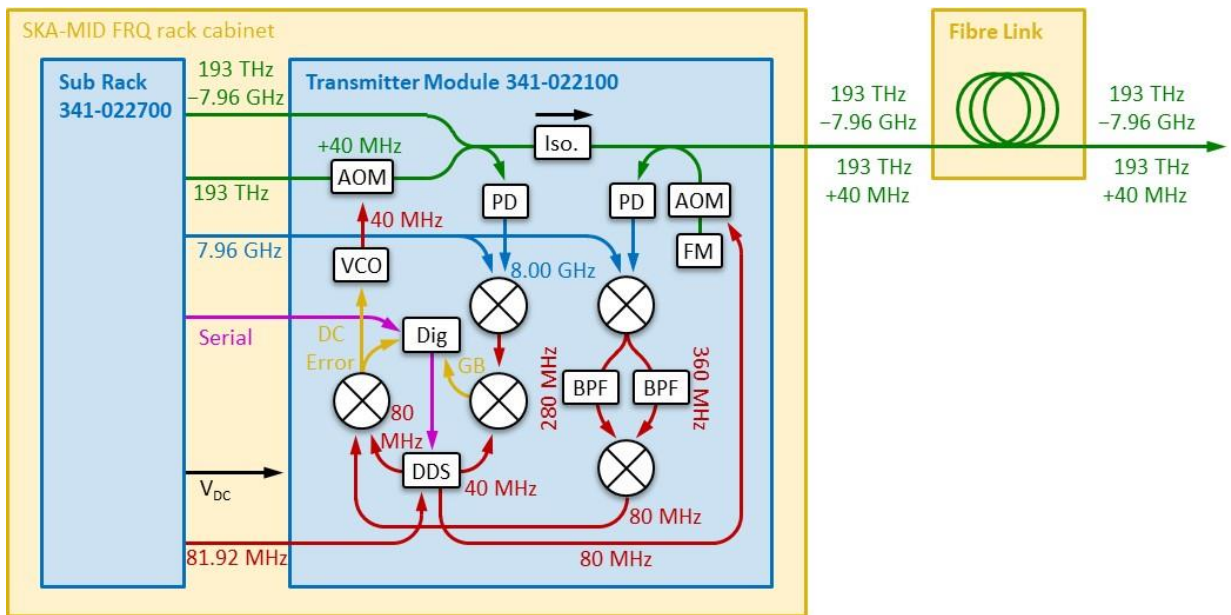 SKA-MID FRQ rack cabinet
Fibre Link
Sub Rack
341-022700
193 THz
−7.96 GHz
Transmitter Module 341-022100
193 THz
−7.96 GHz
193 THz
−7.96 GHz
Iso.
+40 MHz
AOM
193 THz
PD
PD
AOM
193 THz
+40 MHz
193 THz
+40 MHz
40 MHz
7.96 GHz
VCO
8.00 GHz
FM
Serial
DC
Error
Dig
GB
280 MHz
BPF
BPF
360 MHz
80
MHz
DDS
40 MHz
VDC
80 MHz
81.92 MHz
80 MHz